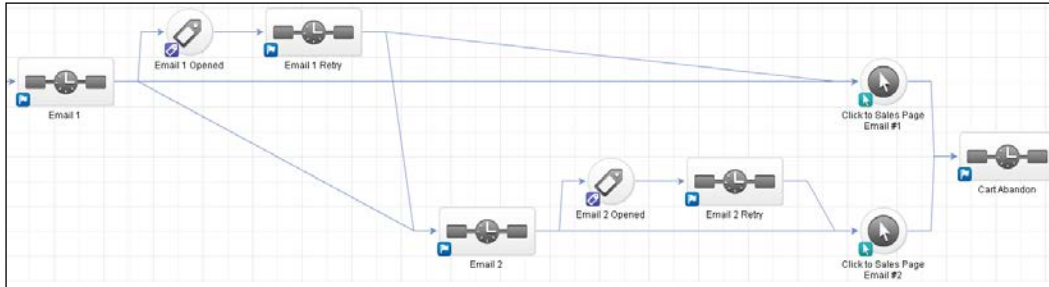 Email 1 Opened
Email 1 Retry
Email 1
Click to Sales Page
Email #1
Cart Abandon
Email 2 Opened
Email 2 Retry
Email 2
Click to Sales Page
Email #2